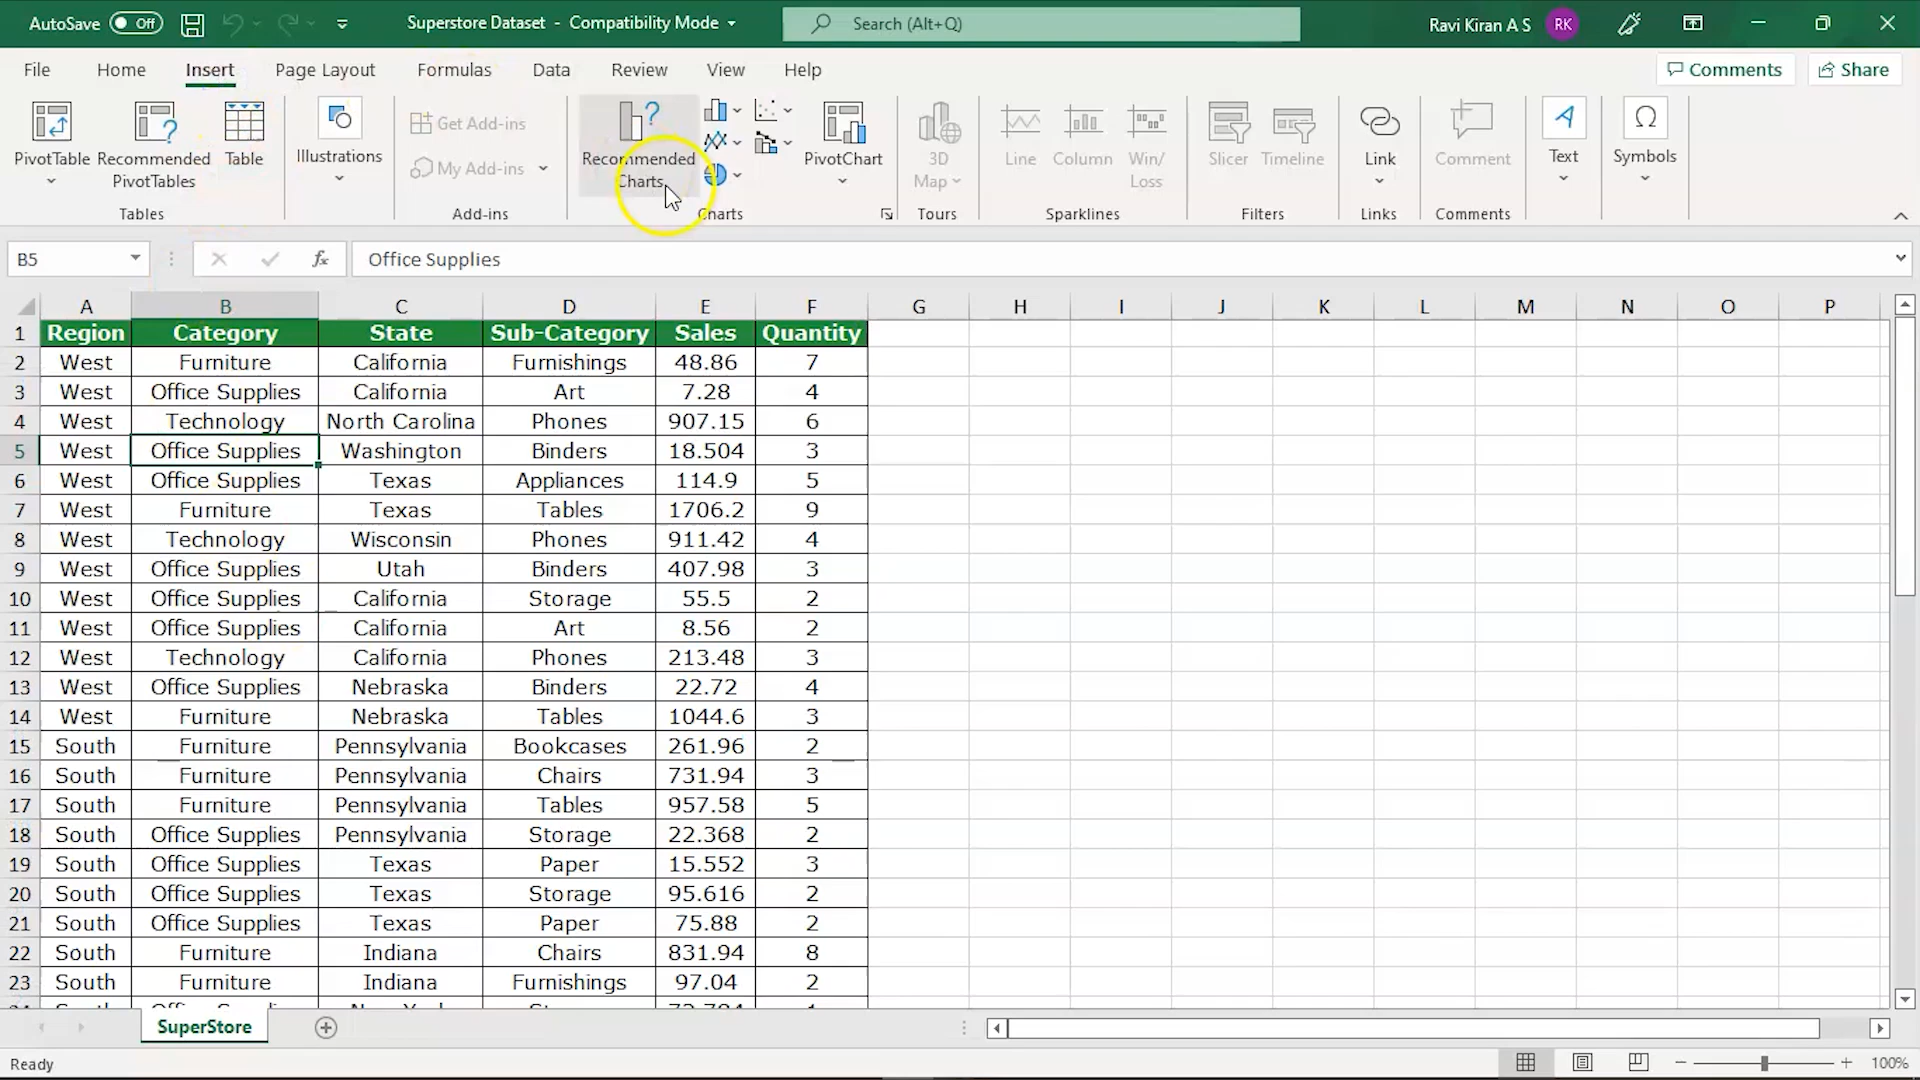 AutoSave Off Superstore Dataset - Compatibility Mode Search (Alt+Q) Ravi Kiran A S RK
File Home Insert Page Layout Formulas Data Review View Help Comments Share
PivotTable Recommended PivotTables Table Illustrations Get Add-ins My Add-ins Recommended Charts PivotChart 3D Map Line Column Win/Loss Slicer Timeline Link Comment Text Symbols
Tables Add-ins Charts Tours Sparklines Filters Links Comments
B5 fx Office Supplies
A B C D E F G H I J K L M N O P
1 Region Category State Sub-Category Sales Quantity
2 West Furniture California Furnishings 48.86 7
3 West Office Supplies California Art 7.28 4
4 West Technology North Carolina Phones 907.15 6
5 West Office Supplies Washington Binders 18.504 3
6 West Office Supplies Texas Appliances 114.9 5
7 West Furniture Texas Tables 1706.2 9
8 West Technology Wisconsin Phones 911.42 4
9 West Office Supplies Utah Binders 407.98 3
10 West Office Supplies California Storage 55.5 2
11 West Office Supplies California Art 8.56 2
12 West Technology California Phones 213.48 3
13 West Office Supplies Nebraska Binders 22.72 4
14 West Furniture Nebraska Tables 1044.6 3
15 South Furniture Pennsylvania Bookcases 261.96 2
16 South Furniture Pennsylvania Chairs 731.94 3
17 South Furniture Pennsylvania Tables 957.58 5
18 South Office Supplies Pennsylvania Storage 22.368 2
19 South Office Supplies Texas Paper 15.552 3
20 South Office Supplies Texas Storage 95.616 2
21 South Office Supplies Texas Paper 75.88 2
22 South Furniture Indiana Chairs 831.94 8
23 South Furniture Indiana Furnishings 97.04 2
SuperStore
Ready 100%